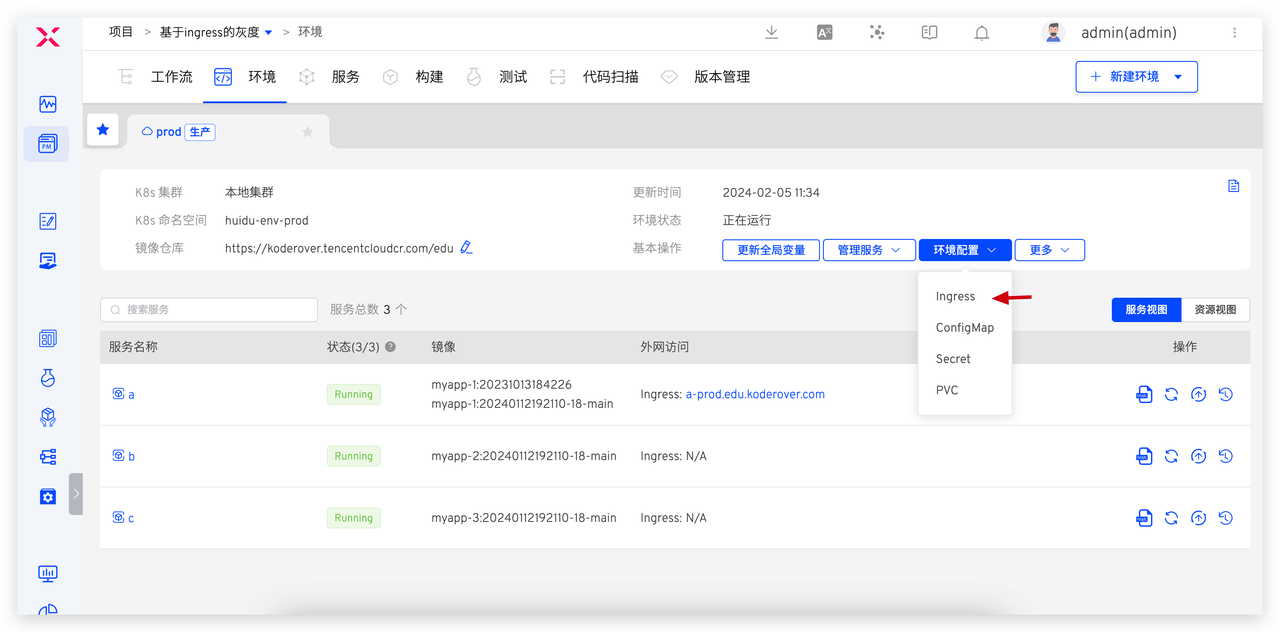 项目 > 基于ingress的灰度 > 环境
admin(admin)
工作流 环境 服务 构建 测试 代码扫描 版本管理
新建环境
prod 生产
K8s 集群 本地集群
更新时间 2024-02-05 11:34
K8s 命名空间 huidu-env-prod
环境状态 正在运行
镜像仓库 https://koderover.tencentcloudcr.com/edu
基本操作 更新全局变量 管理服务 环境配置 更多
Ingress
ConfigMap
Secret
PVC
搜索服务 服务总数 3 个
服务视图 资源视图
服务名称 状态(3/3) 镜像 外网访问 操作
a Running myapp-1:20231013184226
myapp-1:20240112192110-18-main
Ingress: a-prod.edu.koderover.com
b Running myapp-2:20240112192110-18-main Ingress: N/A
c Running myapp-3:20240112192110-18-main Ingress: N/A